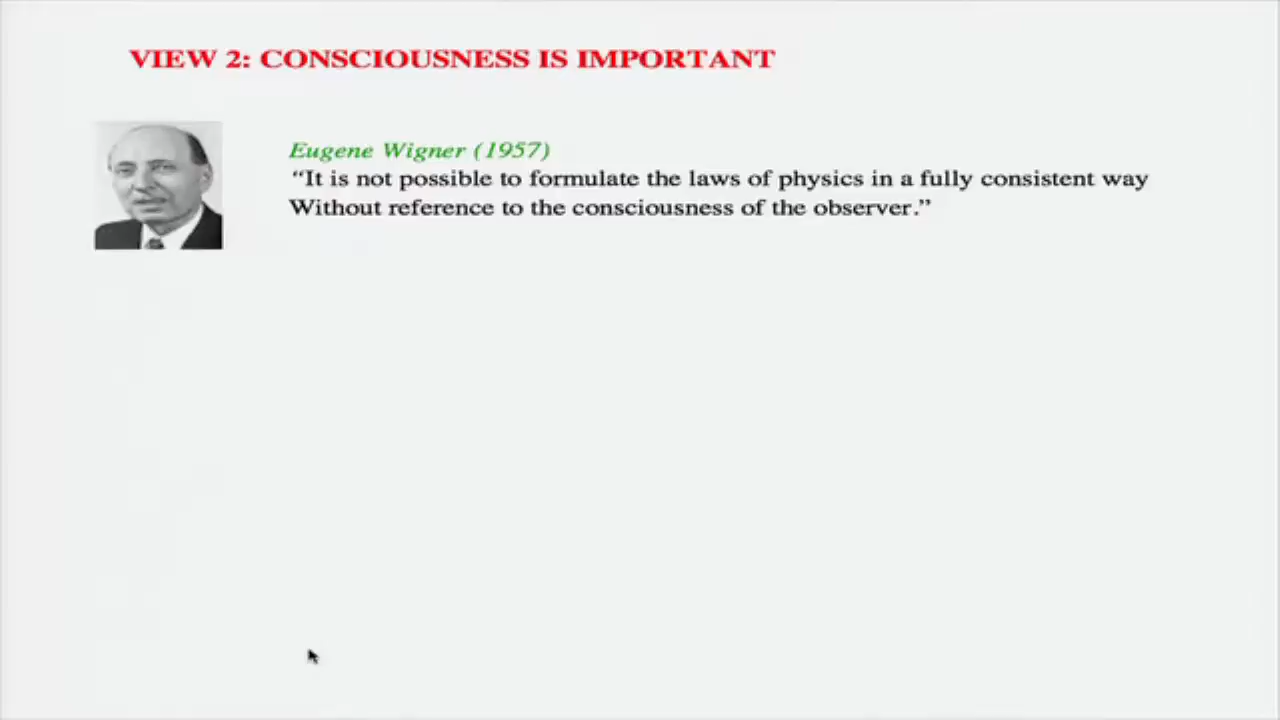 VIEW 2: CONSCIOUSNESS IS IMPORTANT
Eugene Wigner (1957)
“It is not possible to formulate the laws of physics in a fully consistent way
Without reference to the consciousness of the observer.”